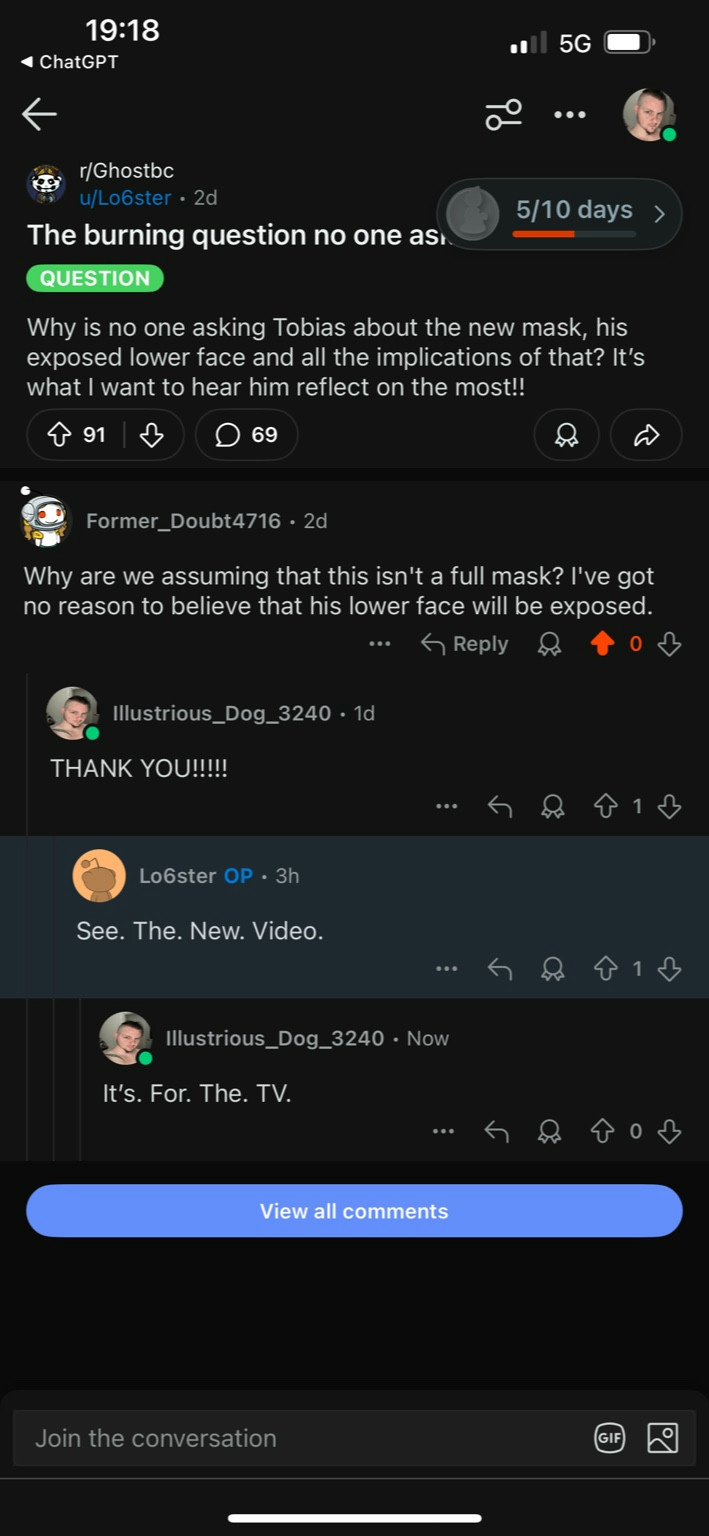 19:18
5G
◀ ChatGPT
r/Ghostbc
u/Lo6ster • 2d
5/10 days
The burning question no one
QUESTION
Why is no one asking Tobias about the new mask, his
exposed lower face and all the implications of that? It’s
what I want to hear him reflect on the most!!
91
69
Former_Doubt4716 • 2d
Why are we assuming that this isn't a full mask? I've got
no reason to believe that his lower face will be exposed.
Reply
0
Illustrious_Dog_3240 • 1d
THANK YOU!!!!!
1
Lo6ster OP • 3h
See. The. New. Video.
1
Illustrious_Dog_3240 • Now
It’s. For. The. TV.
0
View all comments
Join the conversation
GIF